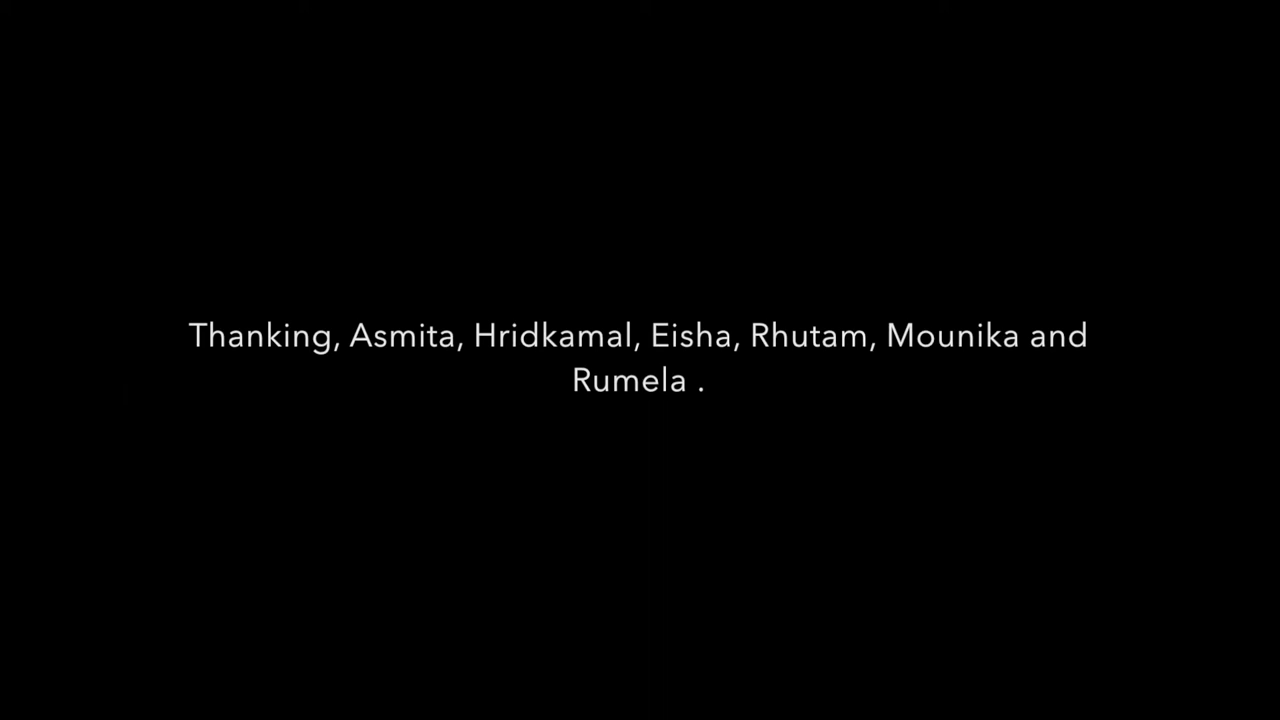 Thanking, Asmita, Hridkamal, Eisha, Rhutam, Mounika and
Rumela .